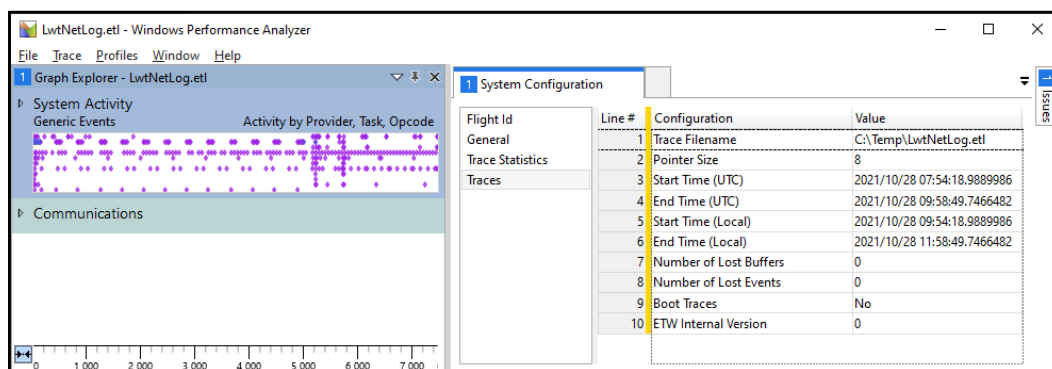 LwtNetLog.etl - Windows Performance Analyzer
File Trace Profiles Window Help
1 Graph Explorer - LwtNetLog.etl
System Activity
Generic Events Activity by Provider, Task, Opcode
Communications
0 1 000 2 000 3 000 4 000 5 000 6 000 7 000
1 System Configuration
Flight Id
General
Trace Statistics
Traces
Line # Configuration Value
1 Trace Filename C:\Temp\LwtNetLog.etl
2 Pointer Size 8
3 Start Time (UTC) 2021/10/28 07:54:18.9889986
4 End Time (UTC) 2021/10/28 09:58:49.7466482
5 Start Time (Local) 2021/10/28 09:54:18.9889986
6 End Time (Local) 2021/10/28 11:58:49.7466482
7 Number of Lost Buffers 0
8 Number of Lost Events 0
9 Boot Traces No
10 ETW Internal Version 0
1 Issues